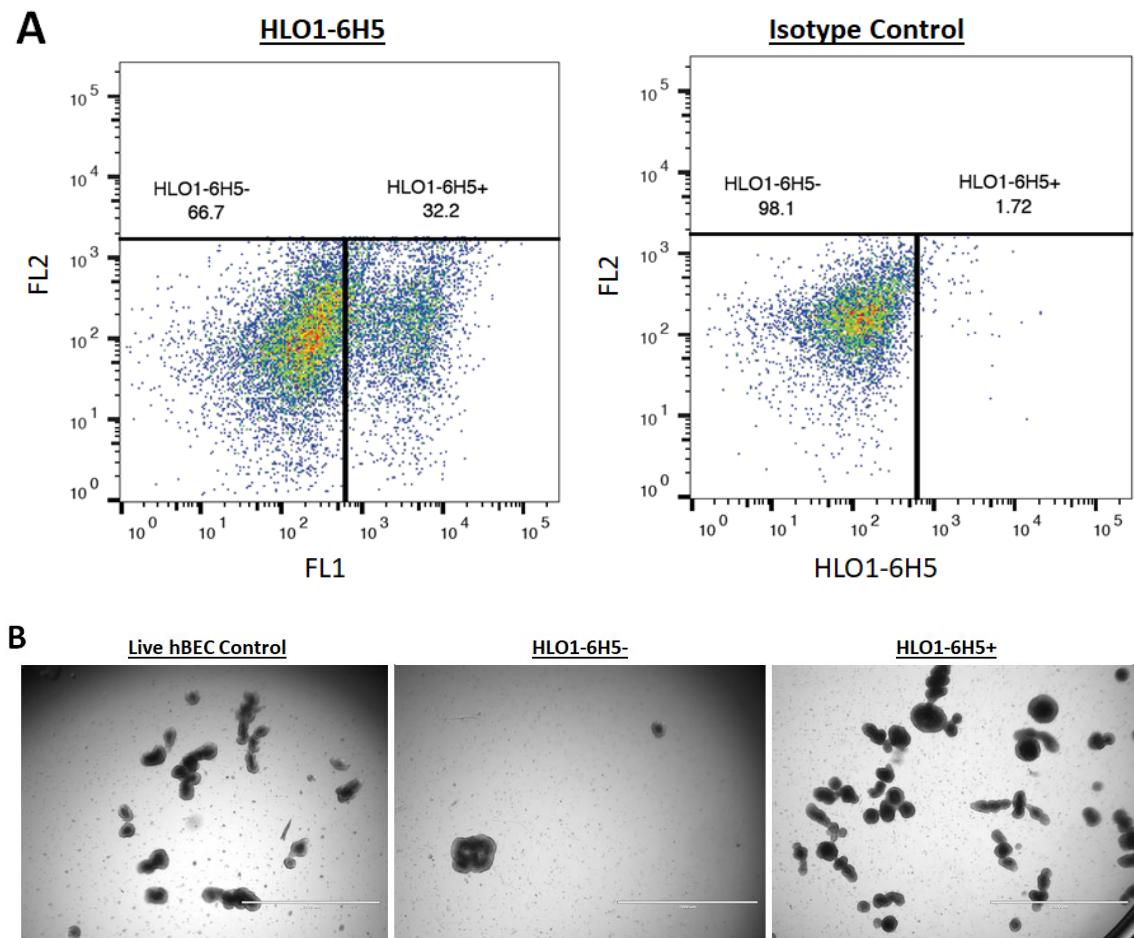 A
HLO1-6H5
Isotype Control
10^5
10^4
10^3
10^2
10^1
10^0
FL2
HLO1-6H5-
66.7
HLO1-6H5+
32.2
10^0 10^1 10^2 10^3 10^4 10^5
FL1
10^5
10^4
10^3
10^2
10^1
10^0
FL2
HLO1-6H5-
98.1
HLO1-6H5+
1.72
10^0 10^1 10^2 10^3 10^4 10^5
HLO1-6H5
B
Live hBEC Control
HLO1-6H5-
HLO1-6H5+